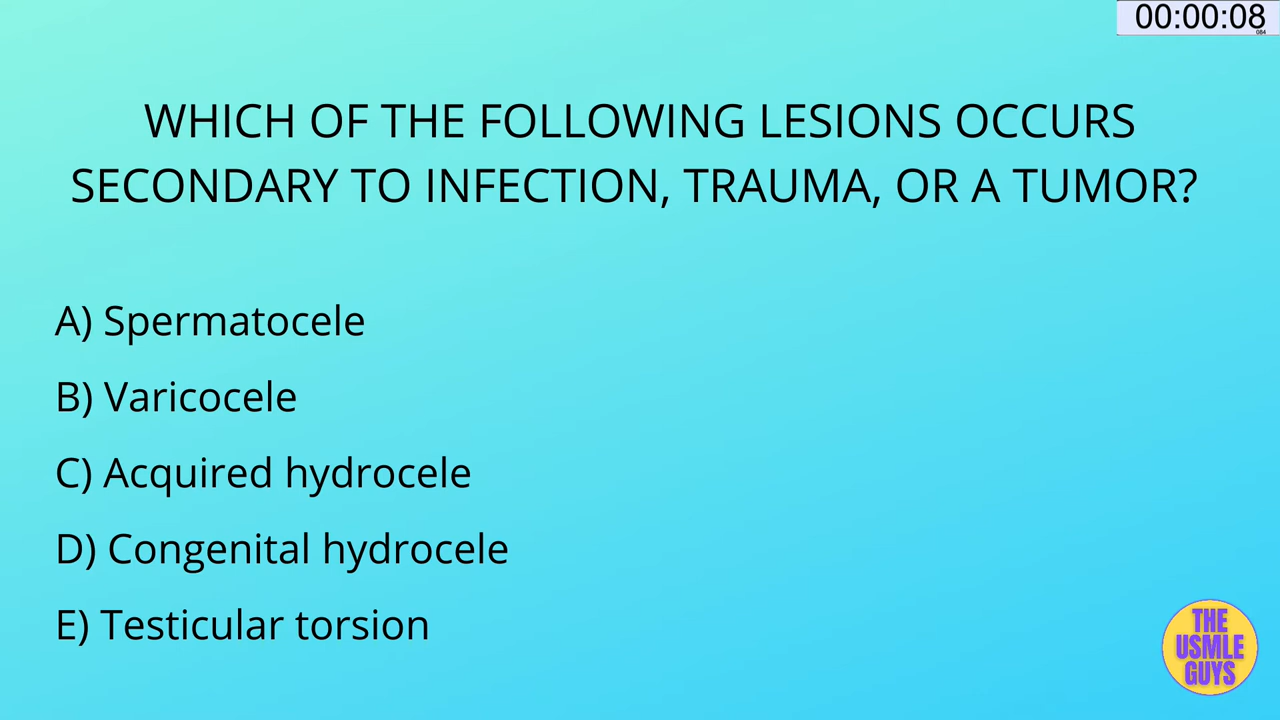 00:00:08
084
WHICH OF THE FOLLOWING LESIONS OCCURS
SECONDARY TO INFECTION, TRAUMA, OR A TUMOR?
A) Spermatocele
B) Varicocele
C) Acquired hydrocele
D) Congenital hydrocele
E) Testicular torsion
THE
USMLE
GUYS